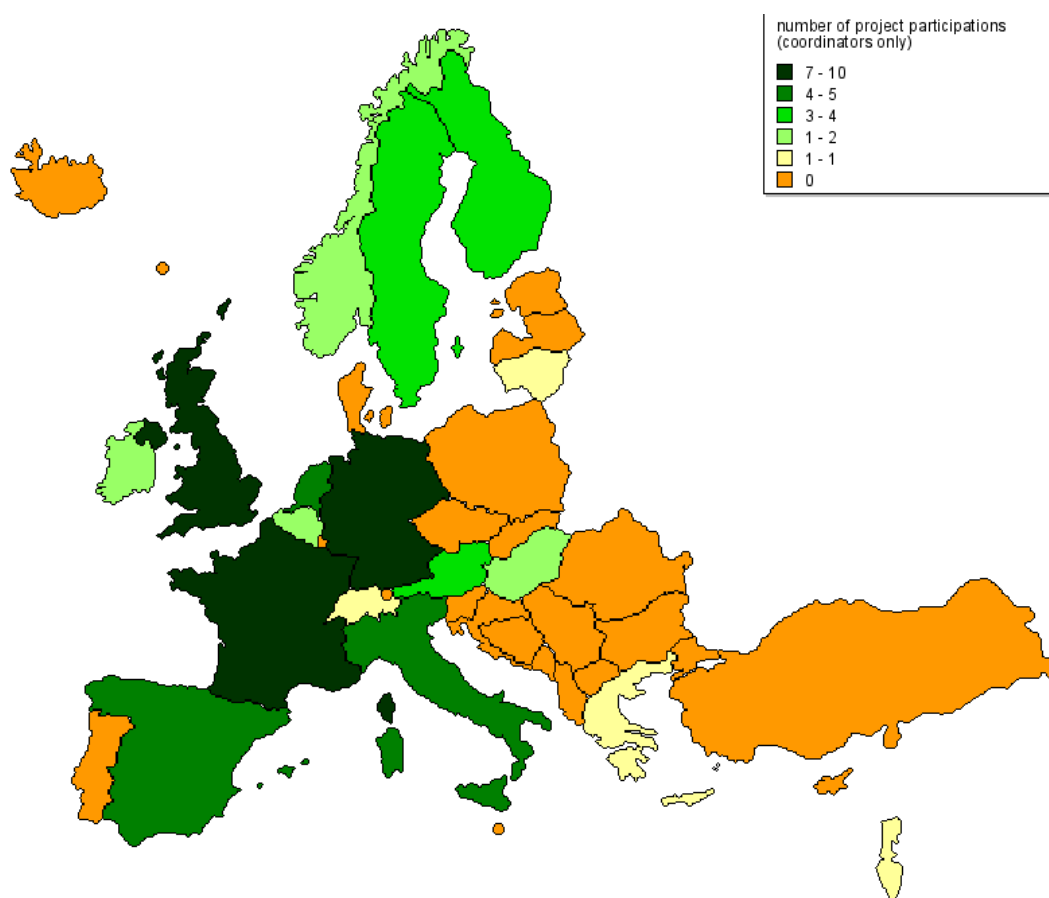 number of project participations
(coordinators only)
7 - 10
4 - 5
3 - 4
1 - 2
1 - 1
0